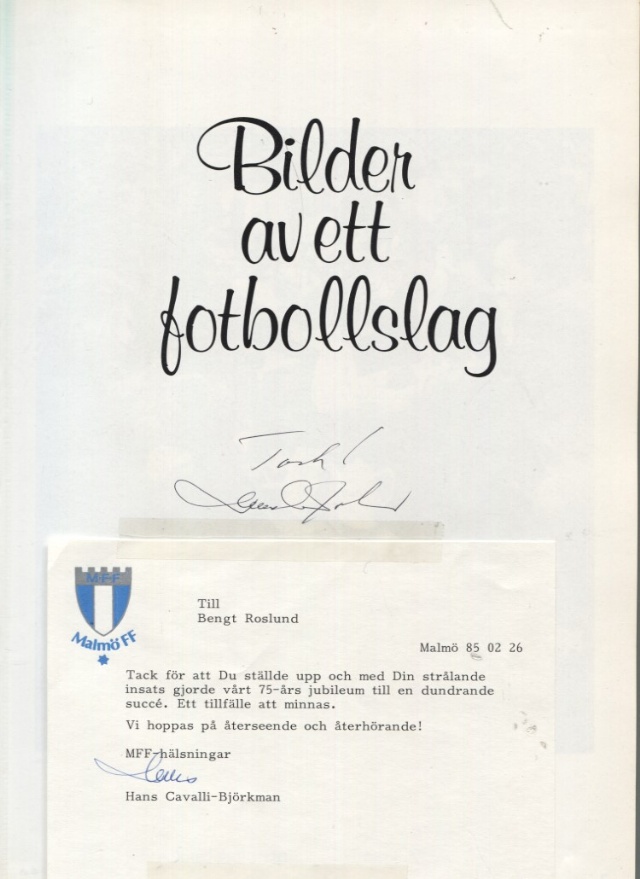 Bilder
av ett
fotbollslag
Tack!
MFF
Malmö FF
Till
Bengt Roslund
Malmö 85 02 26
Tack för att Du ställde upp och med Din strålande
insats gjorde vårt 75-års jubileum till en dundrande
succé. Ett tillfälle att minnas.
Vi hoppas på återseende och återhörande!
MFF-hälsningar
Hans Cavalli-Björkman